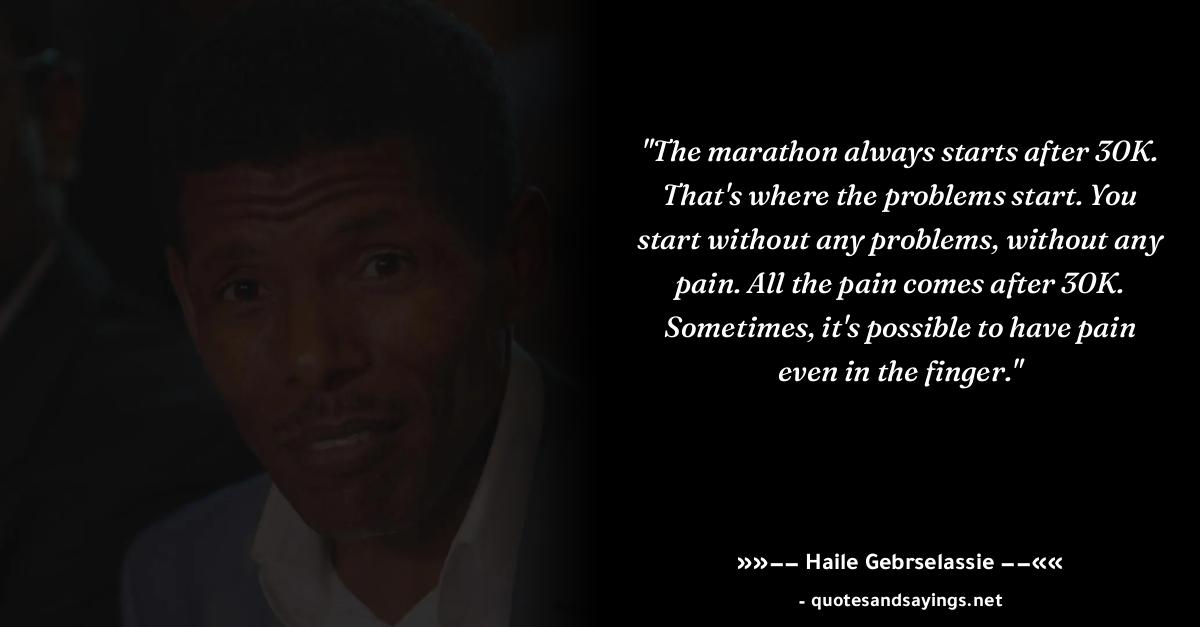 "The marathon always starts after 30K.
That's where the problems start. You
start without any problems, without any
pain. All the pain comes after 30K.
Sometimes, it's possible to have pain
even in the finger."
»»−− Haile Gebrselassie −−««
- quotesandsayings.net